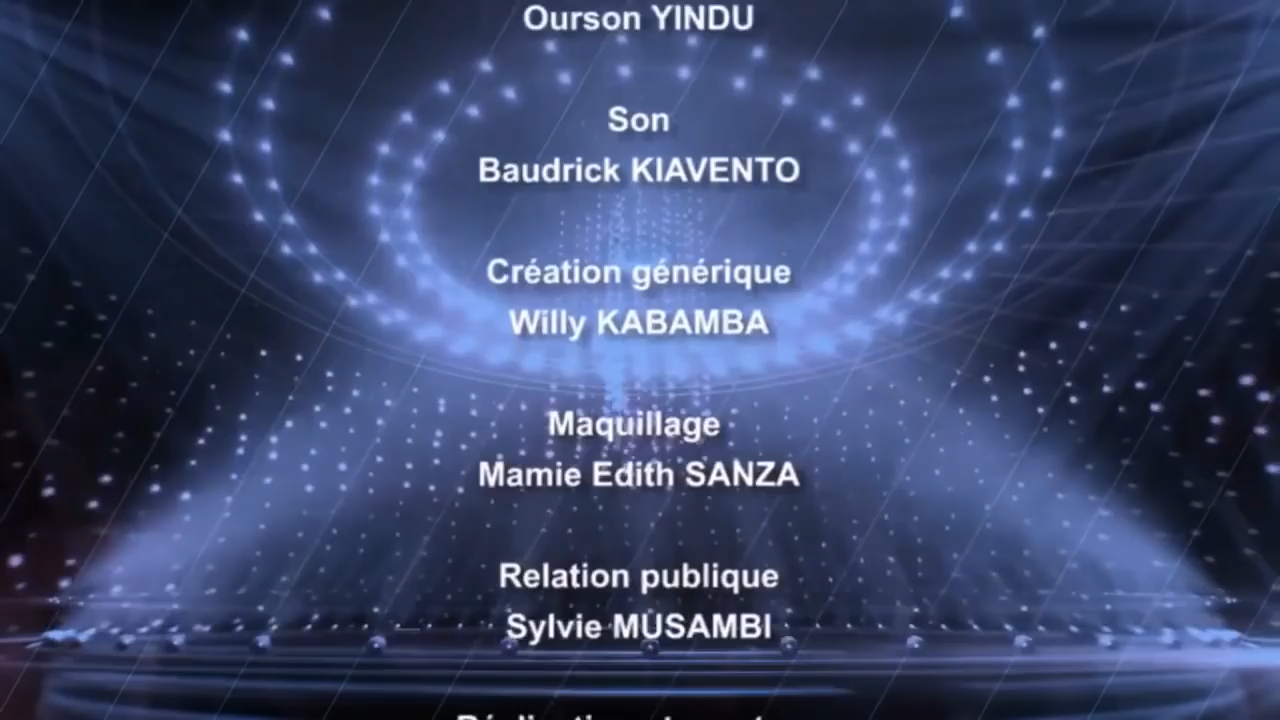 Ourson YINDU
Son
Baudrick KIAVENTO
Création générique
Willy KABAMBA
Maquillage
Mamie Edith SANZA
Relation publique
Sylvie MUSAMBI